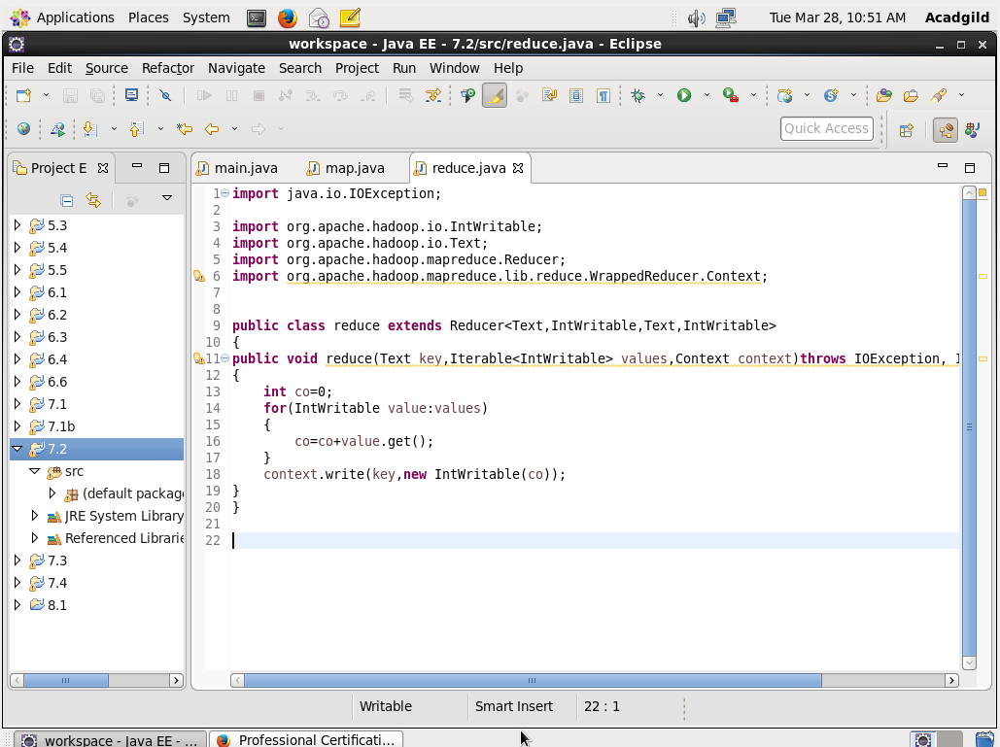 Applications Places System Tue Mar 28, 10:51 AM Acadgild
workspace - Java EE - 7.2/src/reduce.java - Eclipse
File Edit Source Refactor Navigate Search Project Run Window Help
Quick Access
Project E
main.java map.java reduce.java
5.3
5.4
5.5
6.1
6.2
6.3
6.4
6.6
7.1
7.1b
7.2
src
(default packag
JRE System Library
Referenced Librarie
7.3
7.4
8.1
1 import java.io.IOException;
2
3 import org.apache.hadoop.io.IntWritable;
4 import org.apache.hadoop.io.Text;
5 import org.apache.hadoop.mapreduce.Reducer;
6 import org.apache.hadoop.mapreduce.lib.reduce.WrappedReducer.Context;
7
8
9 public class reduce extends Reducer<Text,IntWritable,Text,IntWritable>
10 {
11 public void reduce(Text key,Iterable<IntWritable> values,Context context)throws IOException, I
12 {
13     int co=0;
14     for(IntWritable value:values)
15     {
16         co=co+value.get();
17     }
18     context.write(key,new IntWritable(co));
19 }
20 }
21
22
Writable Smart Insert 22 : 1
workspace - Java EE - ... Professional Certificati...